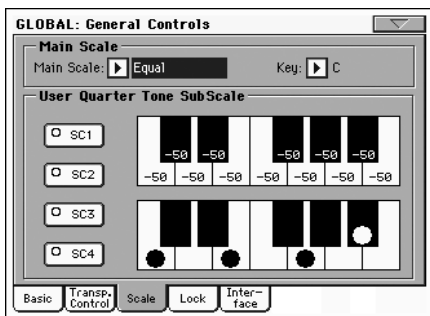 GLOBAL: General Controls
Main Scale
Main Scale: Equal Key: C
User Quarter Tone SubScale
SC1
-50 -50 -50 -50 -50
SC2
-50 -50 -50 -50 -50 -50 -50
SC3
SC4
Basic Transp. Control Scale Lock Inter-face